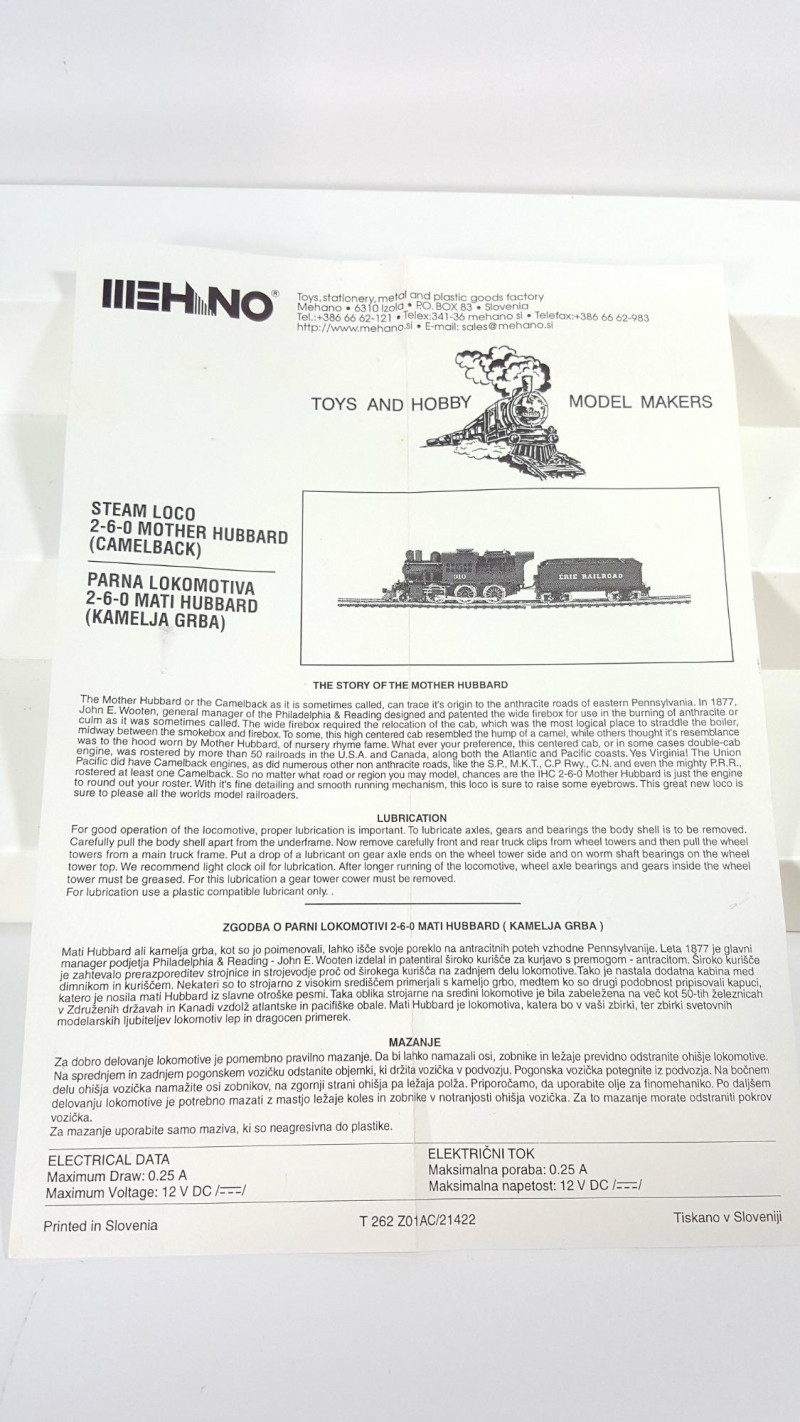 MEHANO®
Toys, stationery, metal and plastic goods factory
Mehano • 6310 Izola • P.O. BOX 83 • Slovenia
Tel.:+386 66 62-121 • Telex:341-36 mehano si • Telefax:+386 66 62-983
http://www.mehano.si • E-mail: sales@mehano.si
TOYS AND HOBBY MODEL MAKERS
STEAM LOCO
2-6-0 MOTHER HUBBARD
(CAMELBACK)
PARNA LOKOMOTIVA
2-6-0 MATI HUBBARD
(KAMELJA GRBA)
910
ERIE RAILROAD
THE STORY OF THE MOTHER HUBBARD
The Mother Hubbard or the Camelback as it is sometimes called, can trace it's origin to the anthracite roads of eastern Pennsylvania. In 1877,
John E. Wooten, general manager of the Philadelphia & Reading designed and patented the wide firebox for use in the burning of anthracite or
culm as it was sometimes called. The wide firebox required the relocation of the cab, which was the most logical place to straddle the boiler,
midway between the smokebox and firebox. To some, this high centered cab resembled the hump of a camel, while others thought it's resemblance
was to the hood worn by Mother Hubbard, of nursery rhyme fame. What ever your preference, this centered cab, or in some cases double-cab
engine, was rostered by more than 50 railroads in the U.S.A. and Canada, along both the Atlantic and Pacific coasts. Yes Virginia! The Union
Pacific did have Camelback engines, as did numerous other non anthracite roads, like the S.P., M.K.T., C.P Rwy., C.N. and even the mighty P.R.R.,
rostered at least one Camelback. So no matter what road or region you may model, chances are the IHC 2-6-0 Mother Hubbard is just the engine
to round out your roster. With it's fine detailing and smooth running mechanism, this loco is sure to raise some eyebrows. This great new loco is
sure to please all the worlds model railroaders.
LUBRICATION
For good operation of the locomotive, proper lubrication is important. To lubricate axles, gears and bearings the body shell is to be removed.
Carefully pull the body shell apart from the underframe. Now remove carefully front and rear truck clips from wheel towers and then pull the wheel
towers from a main truck frame. Put a drop of a lubricant on gear axle ends on the wheel tower side and on worm shaft bearings on the wheel
tower top. We recommend light clock oil for lubrication. After longer running of the locomotive, wheel axle bearings and gears inside the wheel
tower must be greased. For this lubrication a gear tower cower must be removed.
For lubrication use a plastic compatible lubricant only. .
ZGODBA O PARNI LOKOMOTIVI 2-6-0 MATI HUBBARD ( KAMELJA GRBA )
Mati Hubbard ali kamelja grba, kot so jo poimenovali, lahko išče svoje poreklo na antracitnih poteh vzhodne Pennsylvanije. Leta 1877 je glavni
manager podjetja Philadelphia & Reading - John E. Wooten izdelal in patentiral široko kurišče za kurjavo s premogom - antracitom. Široko kurišče
je zahtevalo prerazporeditev strojnice in strojevodje proč od širokega kurišča na zadnjem delu lokomotive.Tako je nastala dodatna kabina med
dimnikom in kuriščem. Nekateri so to strojarno z visokim središčem primerjali s kameljo grbo, medtem ko so drugi podobnost pripisovali kapuci,
katero je nosila mati Hubbard iz slavne otroške pesmi. Taka oblika strojarne na sredini lokomotive je bila zabeležena na več kot 50-tih železnicah
v Združenih državah in Kanadi vzdolž atlantske in pacifiške obale. Mati Hubbard je lokomotiva, katera bo v vaši zbirki, ter zbirki svetovnih
modelarskih ljubiteljev lokomotiv lep in dragocen primerek.
MAZANJE
Za dobro delovanje lokomotive je pomembno pravilno mazanje. Da bi lahko namazali osi, zobnike in ležaje previdno odstranite ohišje lokomotive.
Na sprednjem in zadnjem pogonskem vozičku odstanite objemki, ki držita vozička v podvozju. Pogonska vozička potegnite iz podvozja. Na bočnem
delu ohišja vozička namažite osi zobnikov, na zgornji strani ohišja pa ležaja polža. Priporočamo, da uporabite olje za finomehaniko. Po daljšem
delovanju lokomotive je potrebno mazati z mastjo ležaje koles in zobnike v notranjosti ohišja vozička. Za to mazanje morate odstraniti pokrov
vozička.
Za mazanje uporabite samo maziva, ki so neagresivna do plastike.
ELECTRICAL DATA
Maximum Draw: 0.25 A
Maximum Voltage: 12 V DC /⎓/
ELEKTRIČNI TOK
Maksimalna poraba: 0.25 A
Maksimalna napetost: 12 V DC /⎓/
Printed in Slovenia
T 262 Z01AC/21422
Tiskano v Sloveniji